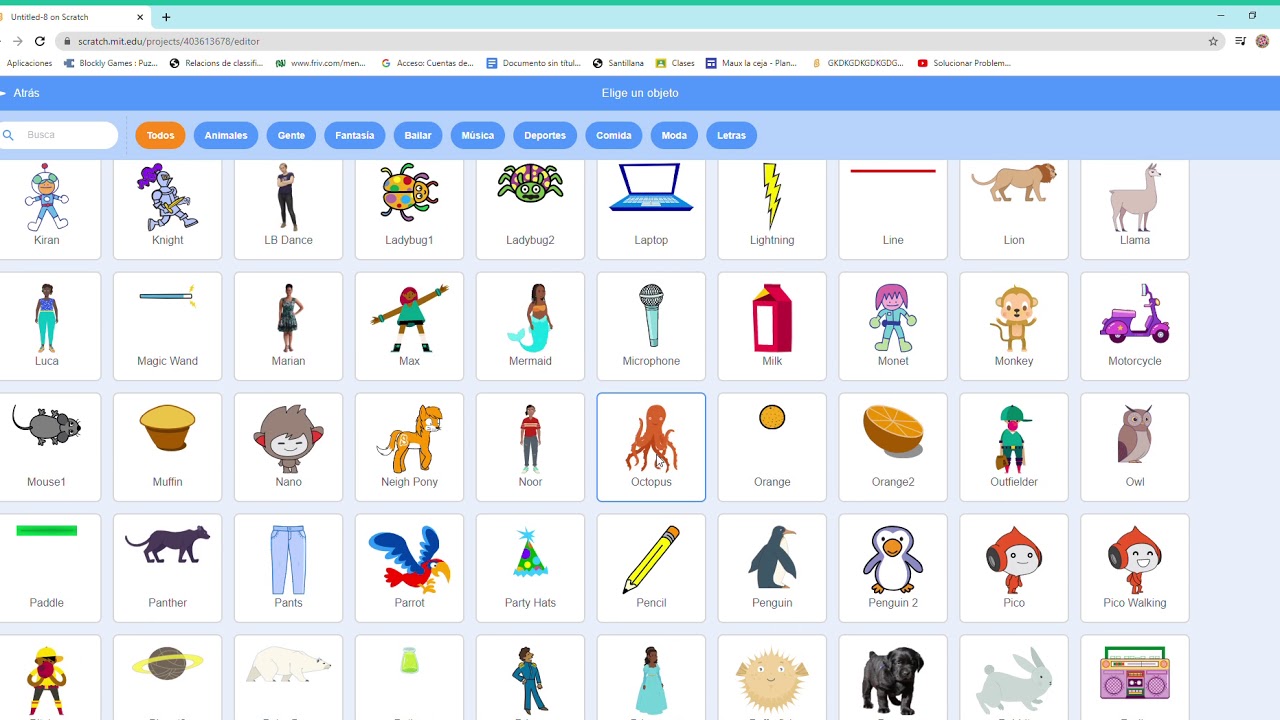 Untitled-8 on Scratch
scratch.mit.edu/projects/403613678/editor
Aplicaciones
Blockly Games : Puz...
Relacions de classifi...
www.friv.com/men...
Acceso: Cuentas de...
Documento sin títul...
Santillana
Clases
Maux la ceja - Plan...
GKDKGDKGDKGDG...
Solucionar Problem...
Atrás
Elige un objeto
Busca
Todos
Animales
Gente
Fantasía
Bailar
Música
Deportes
Comida
Moda
Letras
Kiran
Knight
LB Dance
Ladybug1
Ladybug2
Laptop
Lightning
Line
Lion
Llama
Luca
Magic Wand
Marian
Max
Mermaid
Microphone
Milk
Monet
Monkey
Motorcycle
Mouse1
Muffin
Nano
Neigh Pony
Noor
Octopus
Orange
Orange2
Outfielder
Owl
Paddle
Panther
Pants
Parrot
Party Hats
Pencil
Penguin
Penguin 2
Pico
Pico Walking